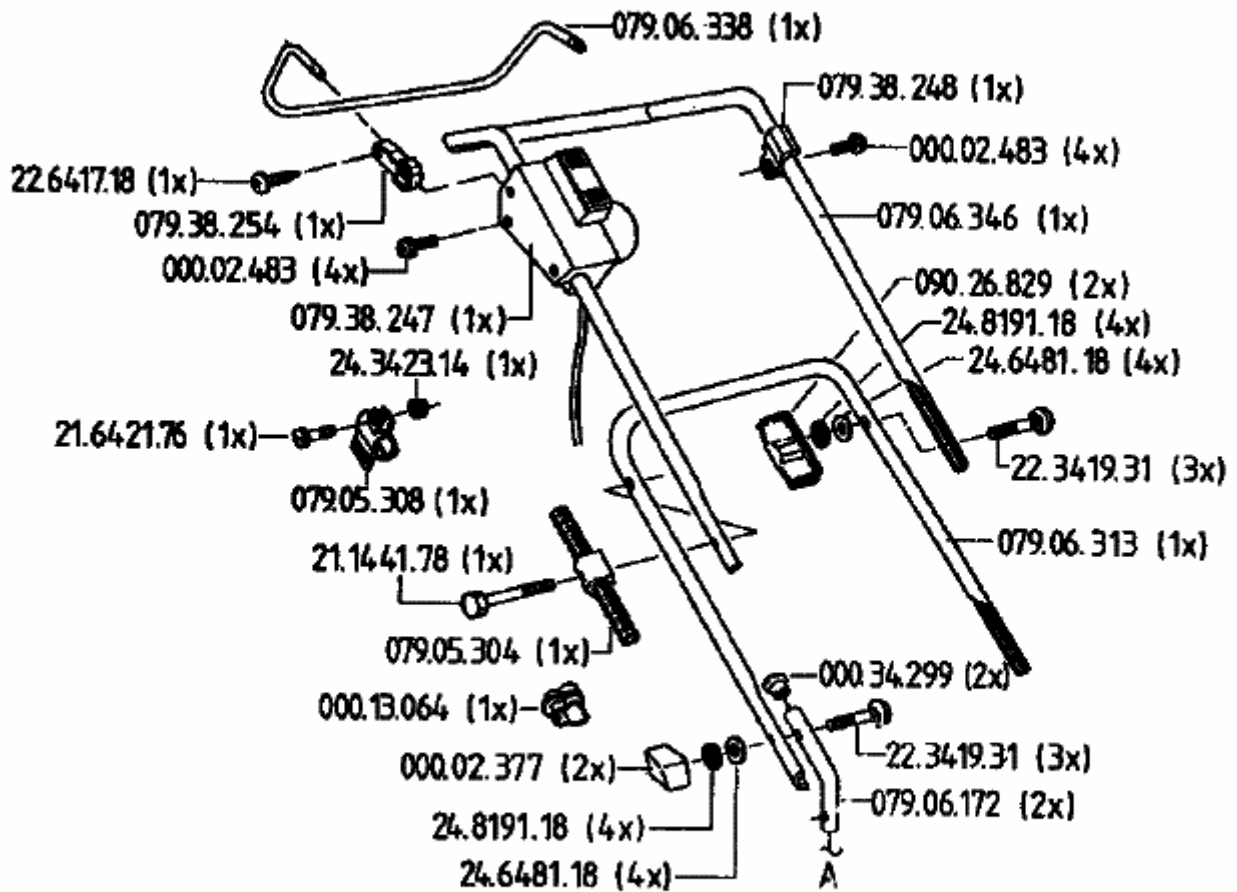 079.06.338 (1x)
079.38.248 (1x)
000.02.483 (4x)
22.6417.18 (1x)
079.38.254 (1x)
079.06.346 (1x)
000.02.483 (4x)
090.26.829 (2x)
079.38.247 (1x)
24.8191.18 (4x)
24.3423.14 (1x)
24.6481.18 (4x)
21.6421.76 (1x)
22.3419.31 (3x)
079.05.308 (1x)
079.06.313 (1x)
21.1441.78 (1x)
079.05.304 (1x)
000.34.299 (2x)
000.13.064 (1x)
22.3419.31 (3x)
000.02.377 (2x)
079.06.172 (2x)
24.8191.18 (4x)
24.6481.18 (4x)
A